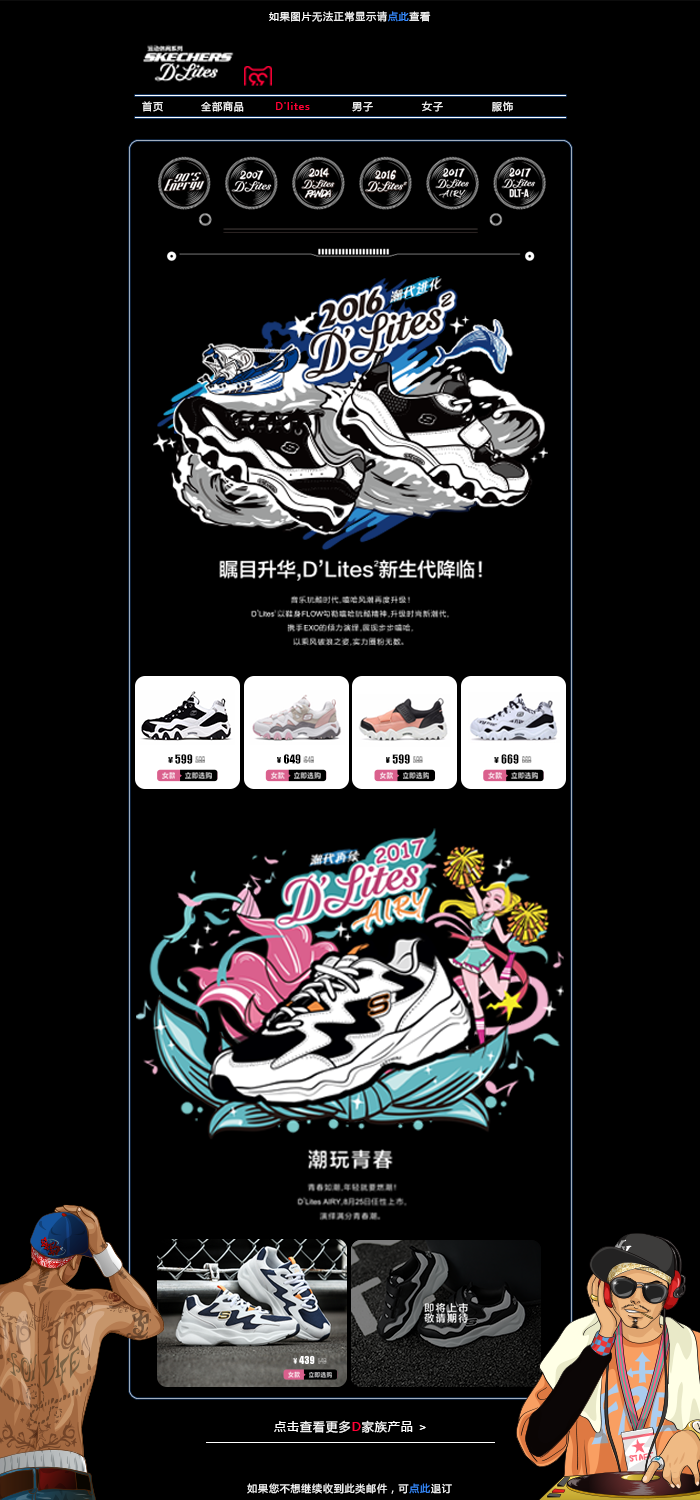 如果图片无法正常显示请点此查看
运动休闲系列
SKECHERS
D'Lites
首页 全部商品 D'lites 男子 女子 服饰
90'S Energy
2007 D'Lites
2014 D'Lites PANDA
2016 D'Lites²
2017 D'Lites AIRY
2017 D'Lites DLT-A
2016 潮代进化
D'Lites²
瞩目升华,D'Lites²新生代降临!
音乐玩酷时代,嘻哈风潮再度升级!
D'Lites²以鞋身FLOW勾勒嘻哈玩酷精神,升级时尚新潮代,
携手EXO的倾力演绎,展现步步嘻哈,
以乘风破浪之姿,实力圈粉无数。
¥599 ¥649 ¥599 ¥669
女款 立即选购 女款 立即选购 女款 立即选购 女款 立即选购
潮代再续 2017
D'Lites
AIRY
S
潮玩青春
青春如潮,年轻就要燃潮!
D'Lites AIRY,8月25日任性上市,
演绎满分青春潮。
¥439
女款 立即选购
即将上市
敬请期待
点击查看更多D家族产品 >
如果您不想继续收到此类邮件，可点此退订